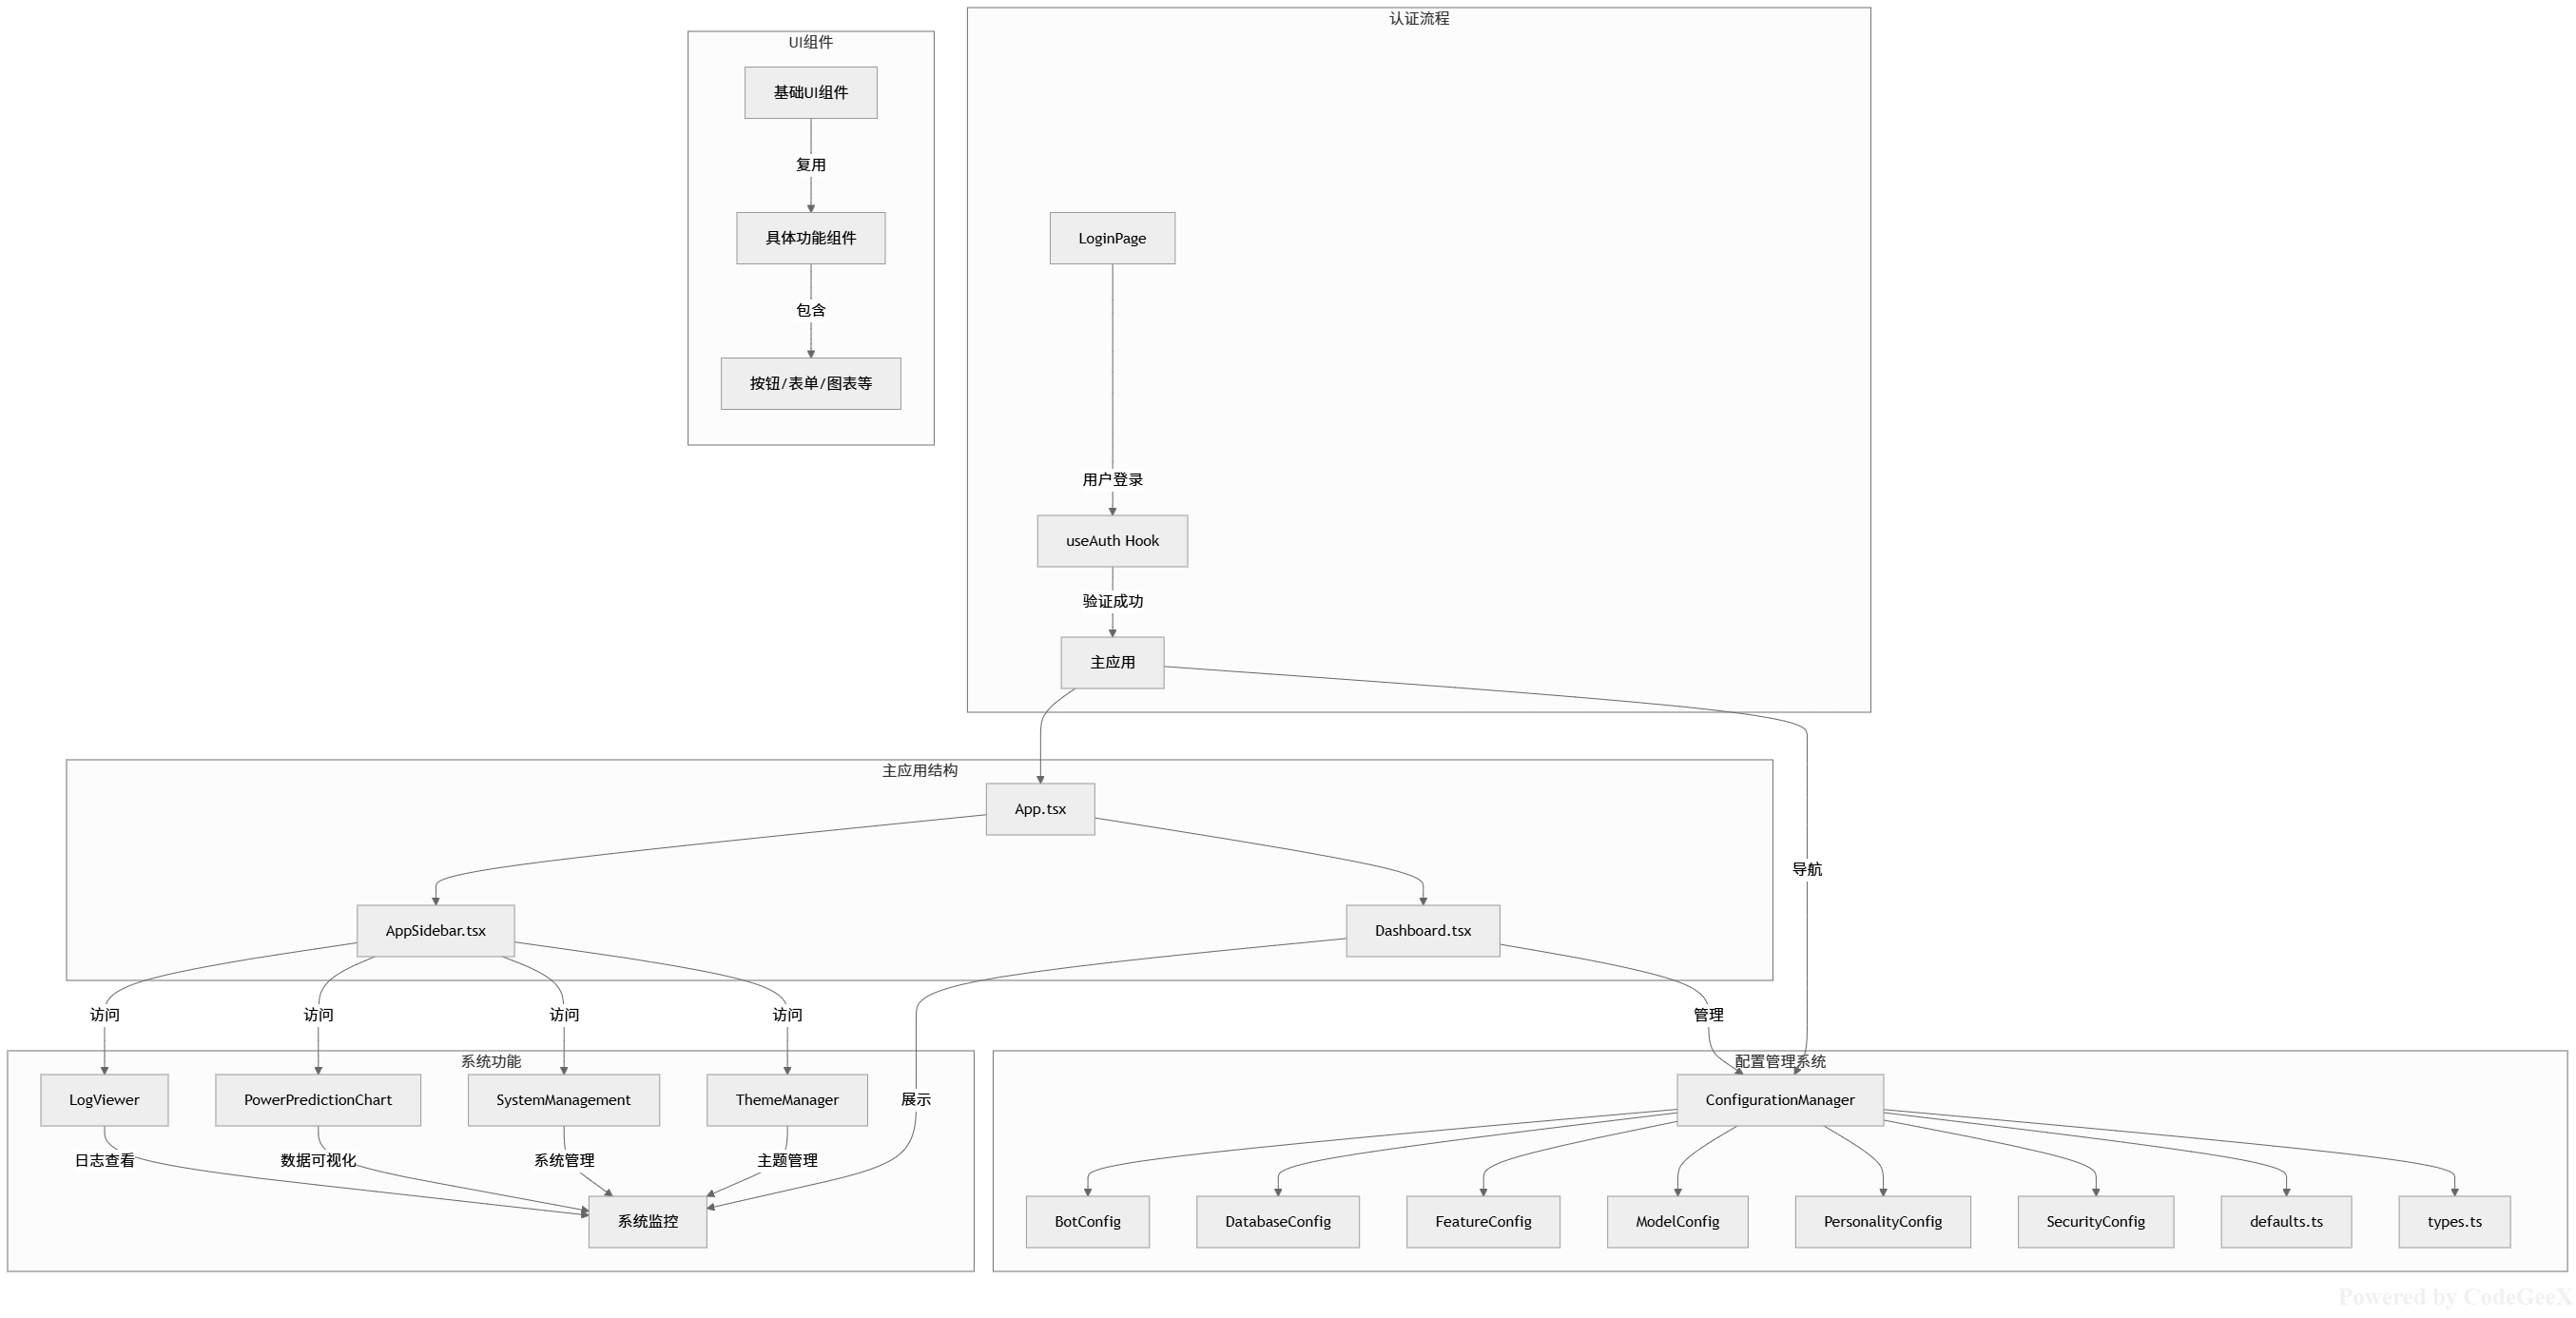 认证流程
UI组件
基础UI组件
复用
具体功能组件
包含
按钮/表单/图表等
LoginPage
用户登录
useAuth Hook
验证成功
主应用
主应用结构
App.tsx
导航
AppSidebar.tsx
Dashboard.tsx
访问
访问
访问
访问
管理
系统功能
配置管理系统
LogViewer
PowerPredictionChart
SystemManagement
ThemeManager
展示
ConfigurationManager
日志查看
数据可视化
系统管理
主题管理
系统监控
BotConfig
DatabaseConfig
FeatureConfig
ModelConfig
PersonalityConfig
SecurityConfig
defaults.ts
types.ts
Powered by CodeGeeX